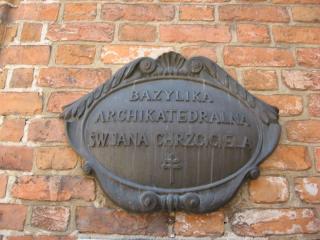 BAZYLIKA
ARCHIKATEDRALNA
ŚW. JANA CHRZCICIELA